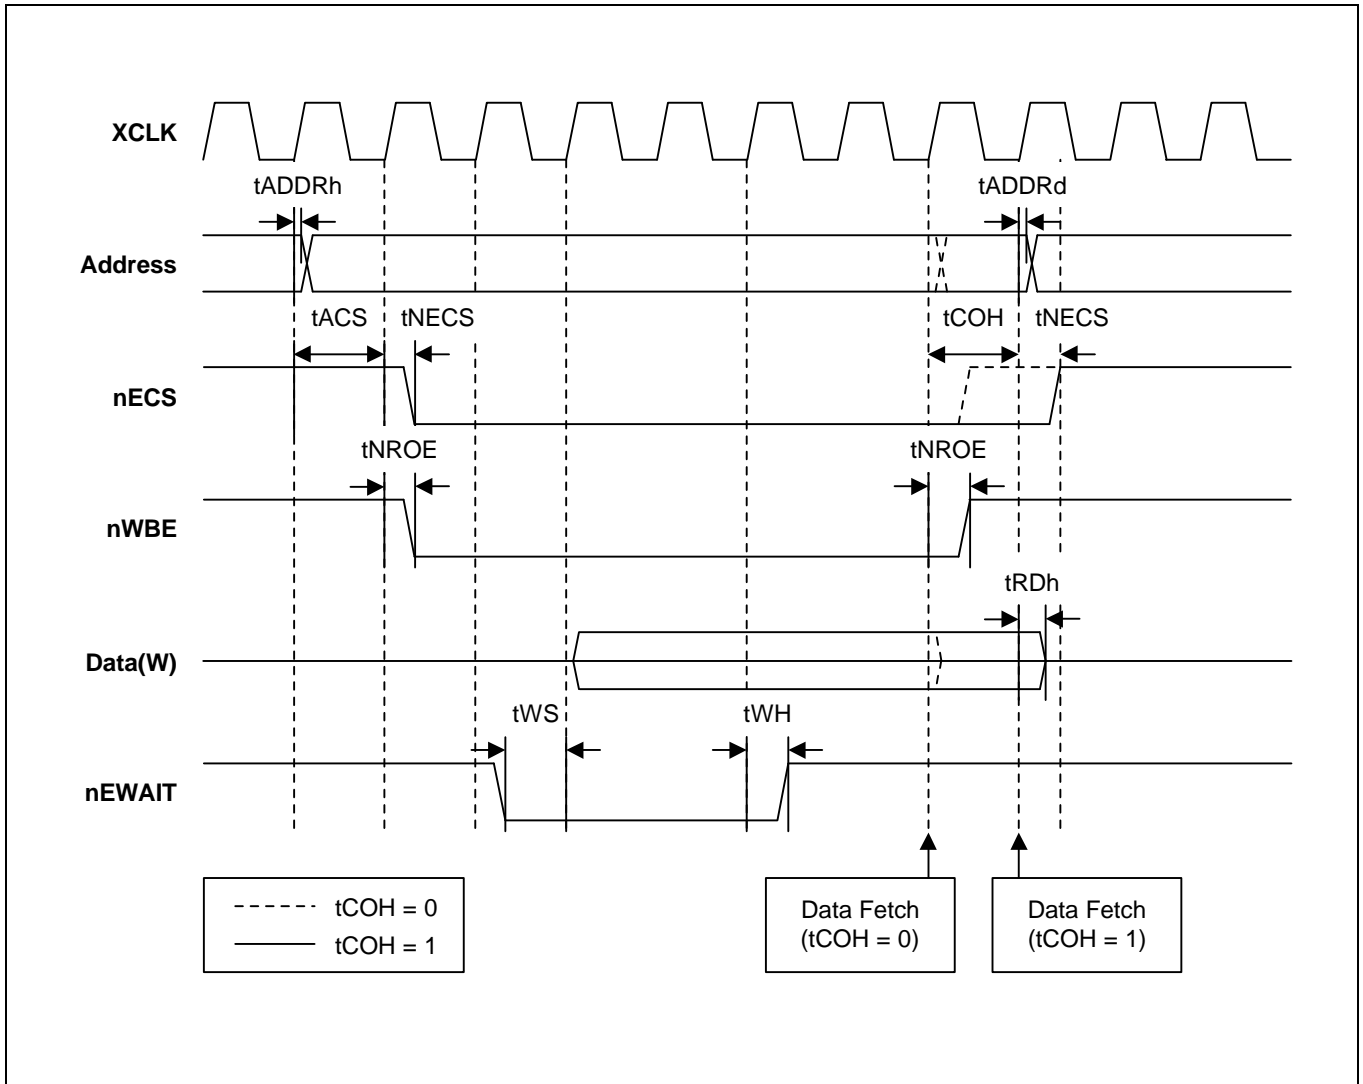 XCLK
tADDRh
tADDRd
Address
tACS
tNECS
tCOH
tNECS
nECS
tNROE
tNROE
nWBE
tRDh
Data(W)
tWS
tWH
nEWAIT
tCOH = 0
tCOH = 1
Data Fetch
(tCOH = 0)
Data Fetch
(tCOH = 1)